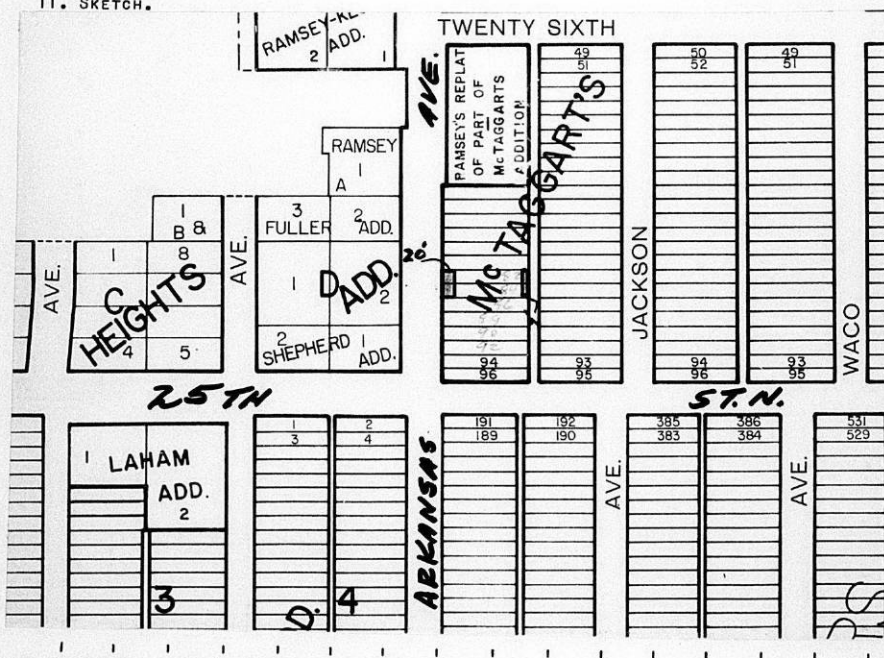 11. SKETCH.
RAMSEY-KE
ADD.
2
1
TWENTY SIXTH
AVE.
RAMSEY'S REPLAT
OF PART OF
McTAGGARTS
ADDITION
49
51
50
52
49
51
Mc TAGGART'S
RAMSEY
1
A
1
B &
3
FULLER
2
ADD.
20'
AVE.
1
8
C
HEIGHTS
4
5
AVE.
1
D ADD.
2
2
SHEPHERD
1
ADD.
JACKSON
WACO
94
96
93
95
94
96
93
95
25TH
ST. N.
1
LAHAM
ADD.
2
3
1
2
3
4
D.
4
ARKANSAS
191
192
189
190
AVE.
385
386
383
384
AVE.
531
529